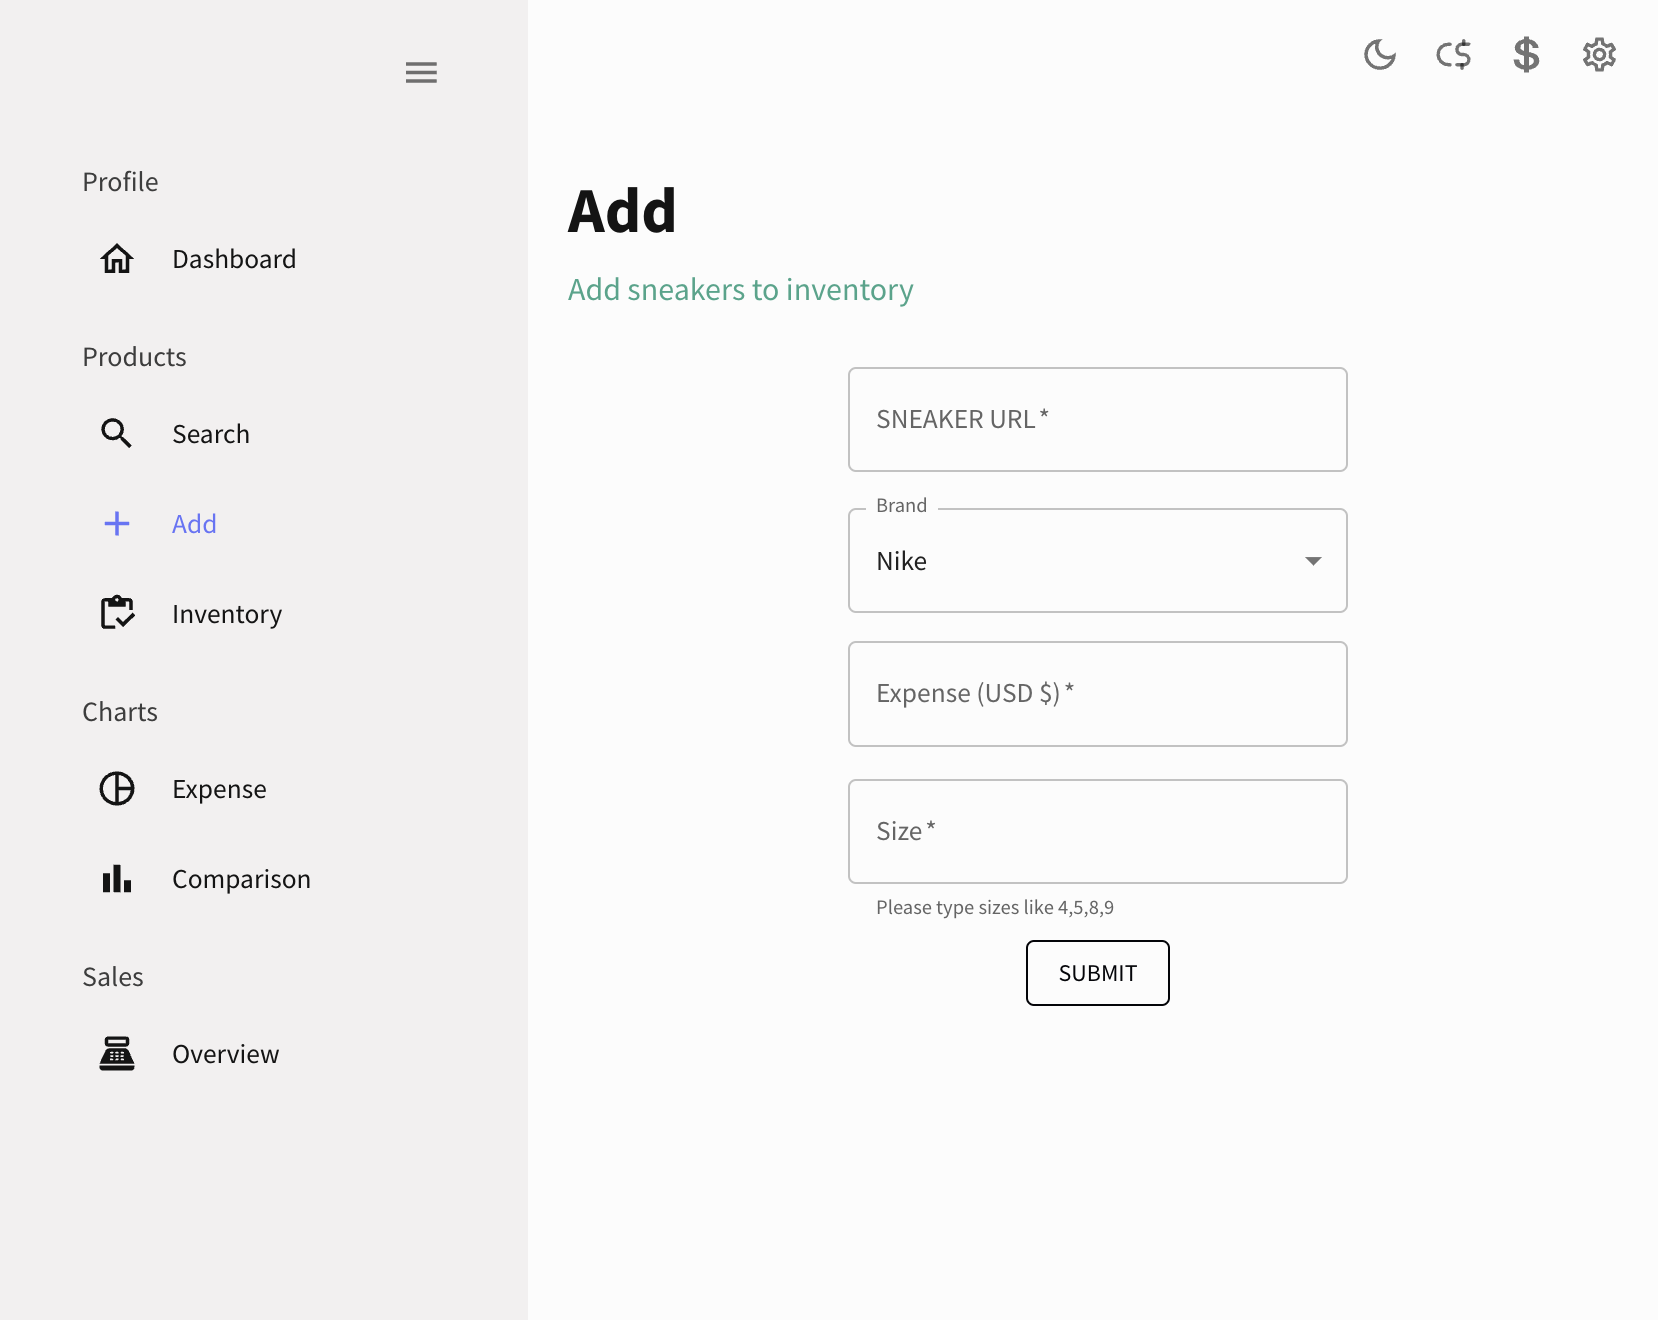 C$ $
Profile
Dashboard
Products
Search
Add
Inventory
Charts
Expense
Comparison
Sales
Overview
Add
Add sneakers to inventory
SNEAKER URL *
Brand
Nike
Expense (USD $) *
Size *
Please type sizes like 4,5,8,9
SUBMIT